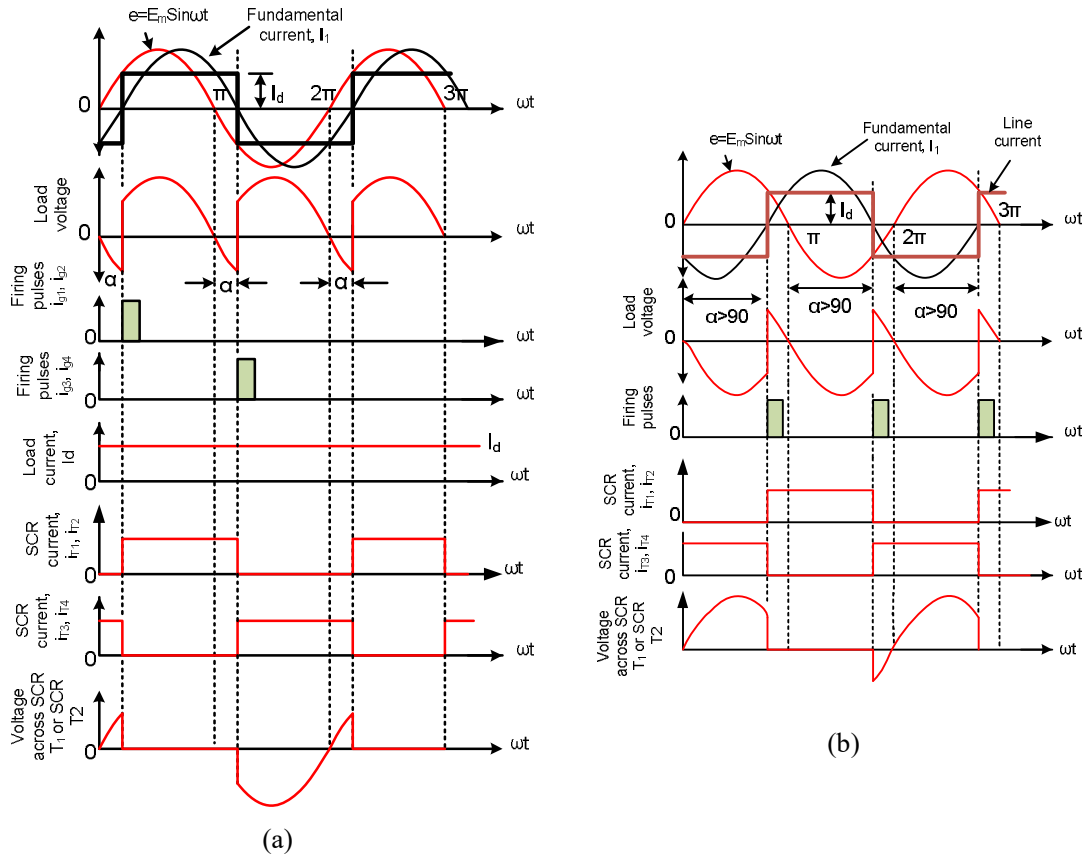 e=EmSinωt
Fundamental
current, I1
0
π
Id
2π
3π
ωt
Load
voltage
0
ωt
α
α
α
Firing
pulses
ig1, ig2
0
ωt
Firing
pulses
ig3, ig4
0
ωt
Load
current,
Id
0
Id
ωt
SCR
current,
iT1, iT2
0
ωt
SCR
current,
iT3, iT4
0
ωt
Voltage
across SCR
T1 or SCR
T2
0
ωt
(a)
e=EmSinωt
Fundamental
current, I1
Line
current
0
Id
π
2π
3π
ωt
Load
voltage
α>90
α>90
α>90
0
ωt
Firing
pulses
0
ωt
SCR
current,
iT1, iT2
0
ωt
SCR
current,
iT3, iT4
0
ωt
Voltage
across SCR
T1 or SCR
T2
0
ωt
(b)